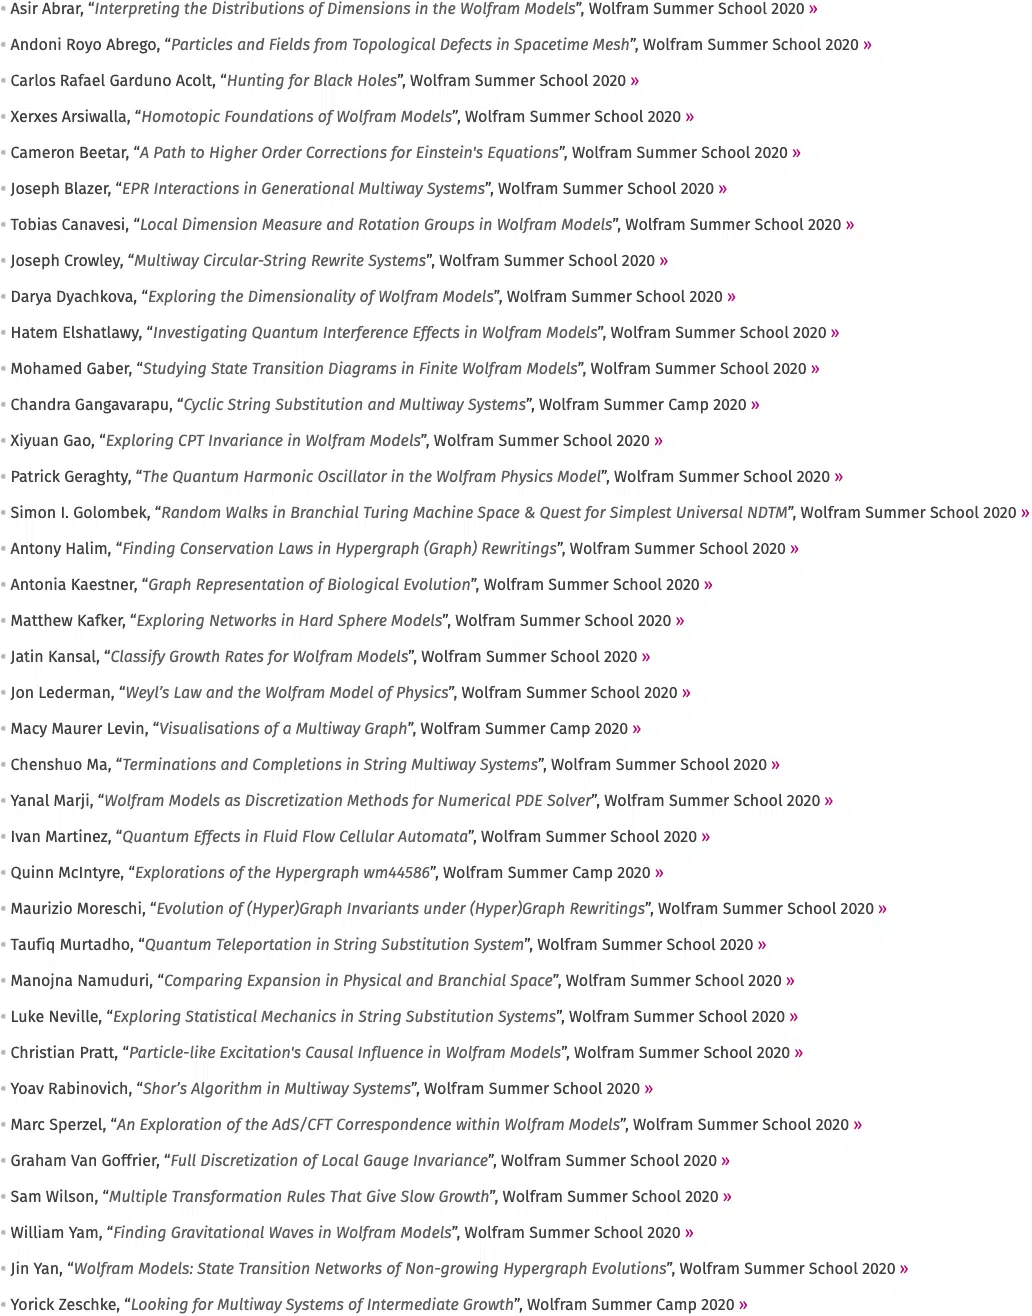 Asir Abrar, “Interpreting the Distributions of Dimensions in the Wolfram Models”, Wolfram Summer School 2020 »
Andoni Royo Abrego, “Particles and Fields from Topological Defects in Spacetime Mesh”, Wolfram Summer School 2020 »
Carlos Rafael Garduno Acolt, “Hunting for Black Holes”, Wolfram Summer School 2020 »
Xerxes Arsiwalla, “Homotopic Foundations of Wolfram Models”, Wolfram Summer School 2020 »
Cameron Beetar, “A Path to Higher Order Corrections for Einstein's Equations”, Wolfram Summer School 2020 »
Joseph Blazer, “EPR Interactions in Generational Multiway Systems”, Wolfram Summer School 2020 »
Tobias Canavesi, “Local Dimension Measure and Rotation Groups in Wolfram Models”, Wolfram Summer School 2020 »
Joseph Crowley, “Multiway Circular-String Rewrite Systems”, Wolfram Summer School 2020 »
Darya Dyachkova, “Exploring the Dimensionality of Wolfram Models”, Wolfram Summer School 2020 »
Hatem Elshatlawy, “Investigating Quantum Interference Effects in Wolfram Models”, Wolfram Summer School 2020 »
Mohamed Gaber, “Studying State Transition Diagrams in Finite Wolfram Models”, Wolfram Summer School 2020 »
Chandra Gangavarapu, “Cyclic String Substitution and Multiway Systems”, Wolfram Summer Camp 2020 »
Xiyuan Gao, “Exploring CPT Invariance in Wolfram Models”, Wolfram Summer School 2020 »
Patrick Geraghty, “The Quantum Harmonic Oscillator in the Wolfram Physics Model”, Wolfram Summer School 2020 »
Simon I. Golombek, “Random Walks in Branchial Turing Machine Space & Quest for Simplest Universal NDTM”, Wolfram Summer School 2020 »
Antony Halim, “Finding Conservation Laws in Hypergraph (Graph) Rewritings”, Wolfram Summer School 2020 »
Antonia Kaestner, “Graph Representation of Biological Evolution”, Wolfram Summer School 2020 »
Matthew Kafker, “Exploring Networks in Hard Sphere Models”, Wolfram Summer School 2020 »
Jatin Kansal, “Classify Growth Rates for Wolfram Models”, Wolfram Summer School 2020 »
Jon Lederman, “Weyl’s Law and the Wolfram Model of Physics”, Wolfram Summer School 2020 »
Macy Maurer Levin, “Visualisations of a Multiway Graph”, Wolfram Summer Camp 2020 »
Chenshuo Ma, “Terminations and Completions in String Multiway Systems”, Wolfram Summer School 2020 »
Yanal Marji, “Wolfram Models as Discretization Methods for Numerical PDE Solver”, Wolfram Summer School 2020 »
Ivan Martinez, “Quantum Effects in Fluid Flow Cellular Automata”, Wolfram Summer School 2020 »
Quinn McIntyre, “Explorations of the Hypergraph wm44586”, Wolfram Summer Camp 2020 »
Maurizio Moreschi, “Evolution of (Hyper)Graph Invariants under (Hyper)Graph Rewritings”, Wolfram Summer School 2020 »
Taufiq Murtadho, “Quantum Teleportation in String Substitution System”, Wolfram Summer School 2020 »
Manojna Namuduri, “Comparing Expansion in Physical and Branchial Space”, Wolfram Summer School 2020 »
Luke Neville, “Exploring Statistical Mechanics in String Substitution Systems”, Wolfram Summer School 2020 »
Christian Pratt, “Particle-like Excitation's Causal Influence in Wolfram Models”, Wolfram Summer School 2020 »
Yoav Rabinovich, “Shor’s Algorithm in Multiway Systems”, Wolfram Summer School 2020 »
Marc Sperzel, “An Exploration of the AdS/CFT Correspondence within Wolfram Models”, Wolfram Summer School 2020 »
Graham Van Goffrier, “Full Discretization of Local Gauge Invariance”, Wolfram Summer School 2020 »
Sam Wilson, “Multiple Transformation Rules That Give Slow Growth”, Wolfram Summer School 2020 »
William Yam, “Finding Gravitational Waves in Wolfram Models”, Wolfram Summer School 2020 »
Jin Yan, “Wolfram Models: State Transition Networks of Non-growing Hypergraph Evolutions”, Wolfram Summer School 2020 »
Yorick Zeschke, “Looking for Multiway Systems of Intermediate Growth”, Wolfram Summer Camp 2020 »